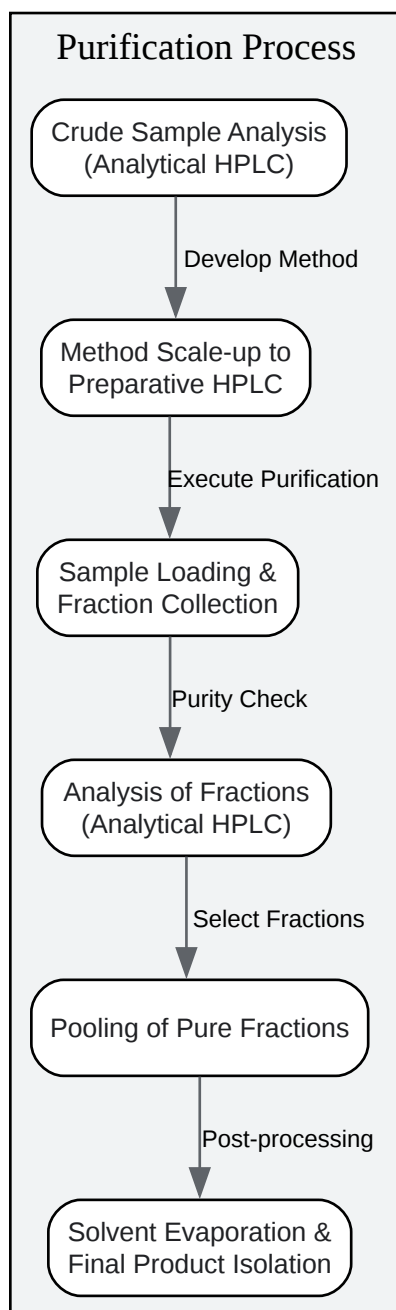 Purification Process
Crude Sample Analysis
(Analytical HPLC)
Develop Method
Method Scale-up to
Preparative HPLC
Execute Purification
Sample Loading &
Fraction Collection
Purity Check
Analysis of Fractions
(Analytical HPLC)
Select Fractions
Pooling of Pure Fractions
Post-processing
Solvent Evaporation &
Final Product Isolation